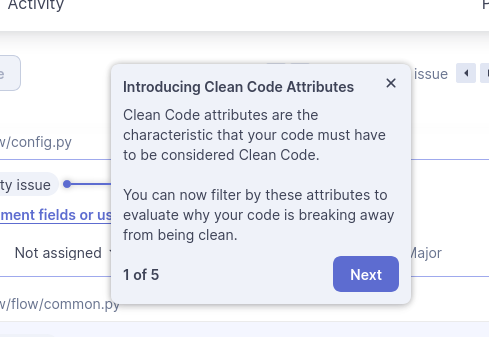 Activity
Introducing Clean Code Attributes
issue
Clean Code attributes are the
characteristic that your code must have
to be considered Clean Code.
w/config.py
You can now filter by these attributes to
evaluate why your code is breaking away
from being clean.
ty issue
ment fields or us
Not assigned
Major
1 of 5
Next
w/flow/common.py